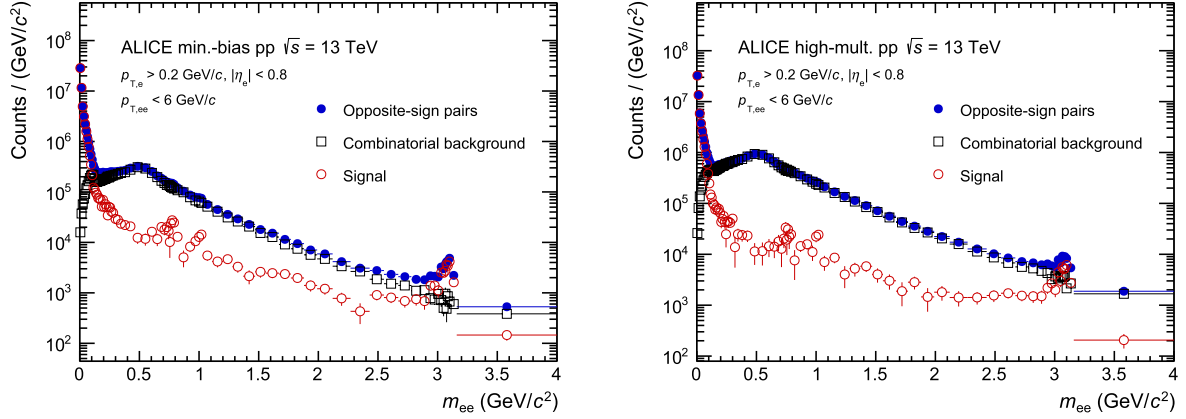 Counts / (GeV/c²)
10⁸
10⁷
10⁶
10⁵
10⁴
10³
10²
ALICE min.-bias pp √s = 13 TeV
p_T,e > 0.2 GeV/c, |η_e| < 0.8
p_T,ee < 6 GeV/c
Opposite-sign pairs
Combinatorial background
Signal
0 0.5 1 1.5 2 2.5 3 3.5 4
m_ee (GeV/c²)
Counts / (GeV/c²)
10⁸
10⁷
10⁶
10⁵
10⁴
10³
10²
ALICE high-mult. pp √s = 13 TeV
p_T,e > 0.2 GeV/c, |η_e| < 0.8
p_T,ee < 6 GeV/c
Opposite-sign pairs
Combinatorial background
Signal
0 0.5 1 1.5 2 2.5 3 3.5 4
m_ee (GeV/c²)